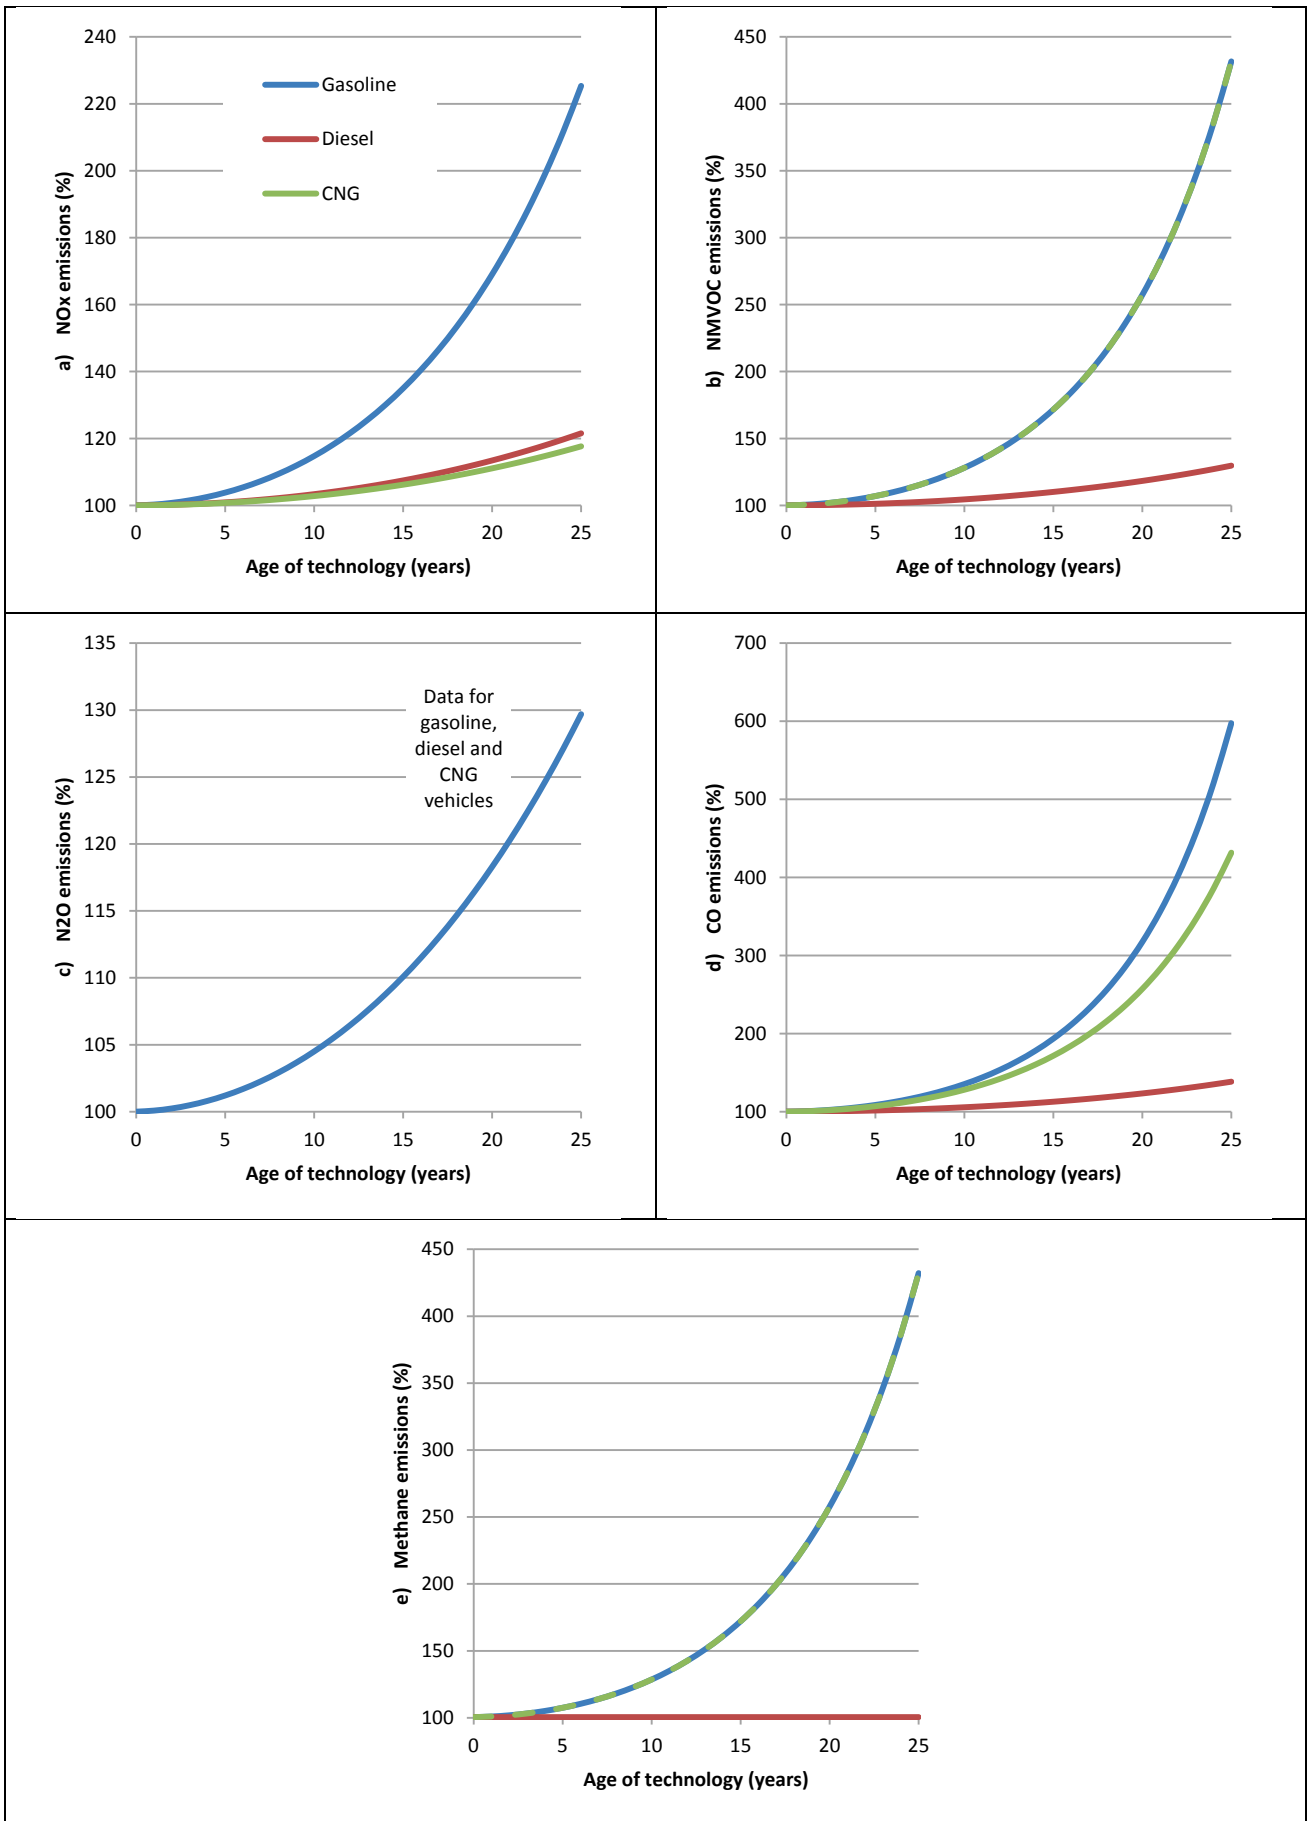 240
220
200
180
160
140
120
100
a) NOx emissions (%)
Gasoline
Diesel
CNG
0 5 10 15 20 25
Age of technology (years)
450
400
350
300
250
200
150
100
b) NMVOC emissions (%)
0 5 10 15 20 25
Age of technology (years)
135
130
125
120
115
110
105
100
c) N2O emissions (%)
Data for
gasoline,
diesel and
CNG
vehicles
0 5 10 15 20 25
Age of technology (years)
700
600
500
400
300
200
100
d) CO emissions (%)
0 5 10 15 20 25
Age of technology (years)
450
400
350
300
250
200
150
100
e) Methane emissions (%)
0 5 10 15 20 25
Age of technology (years)